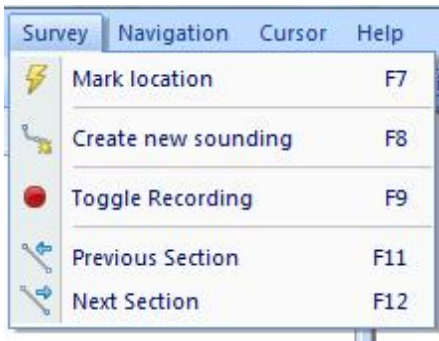 Survey Navigation Cursor Help
Mark location F7
Create new sounding F8
Toggle Recording F9
Previous Section F11
Next Section F12